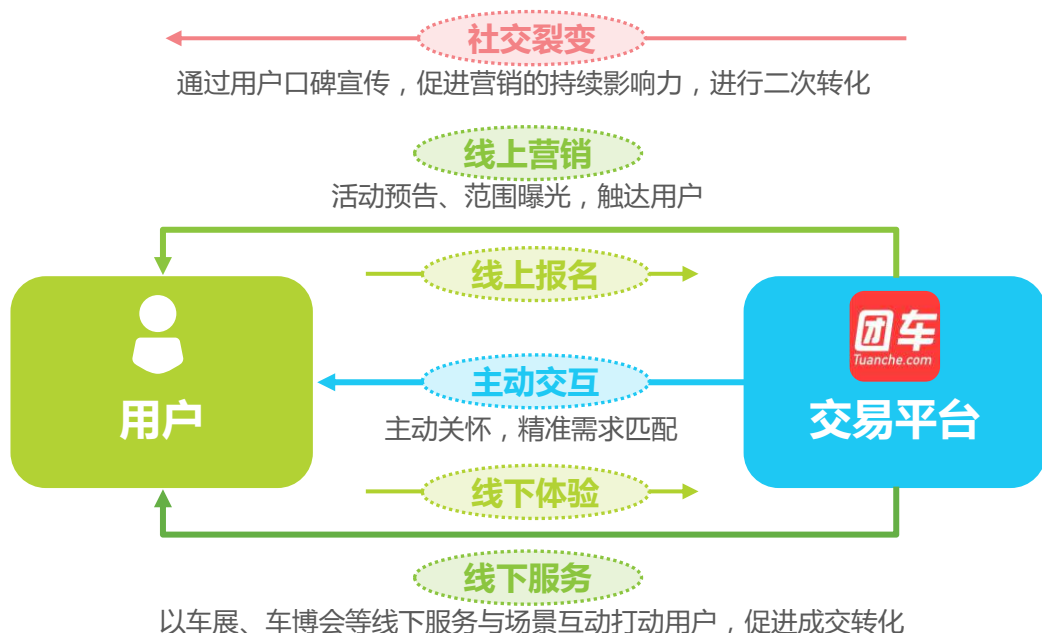 社交裂变
通过用户口碑宣传，促进营销的持续影响力，进行二次转化
线上营销
活动预告、范围曝光，触达用户
线上报名
团车
Tuanche.com
主动交互
用户
交易平台
主动关怀，精准需求匹配
线下体验
线下服务
以车展、车博会等线下服务与场景互动打动用户，促进成交转化